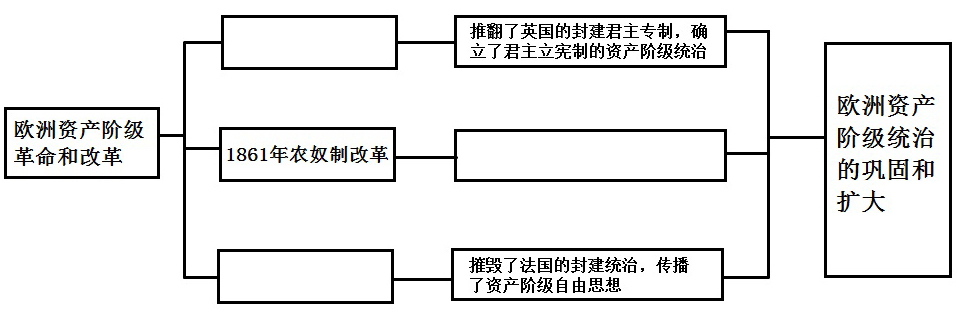 推翻了英国的封建君主专制，确
立了君主立宪制的资产阶级统治
欧洲资产阶级
革命和改革
1861年农奴制改革
欧洲资产
阶级统治
的巩固和
扩大
摧毁了法国的封建统治，传播
了资产阶级自由思想